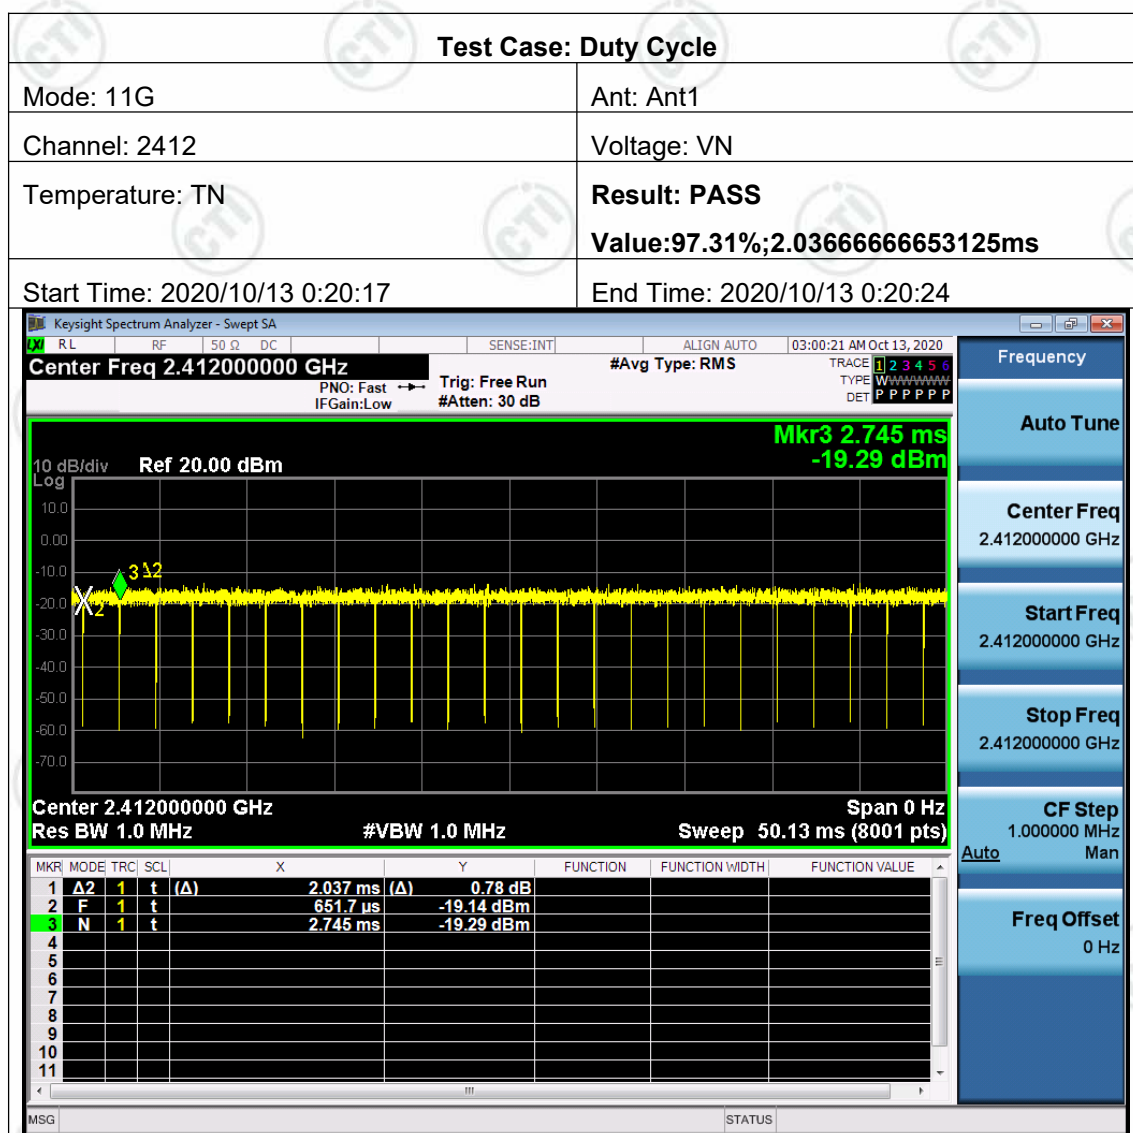 Test Case: Duty Cycle
Mode: 11G Ant: Ant1
Channel: 2412 Voltage: VN
Temperature: TN Result: PASS
Value:97.31%;2.03666666653125ms
Start Time: 2020/10/13 0:20:17 End Time: 2020/10/13 0:20:24
Keysight Spectrum Analyzer - Swept SA
LXI RL RF 50 Ω DC SENSE:INT ALIGN AUTO 03:00:21 AM Oct 13, 2020
Center Freq 2.412000000 GHz #Avg Type: RMS TRACE 1 2 3 4 5 6
PNO: Fast Trig: Free Run TYPE WWWWWW
IFGain:Low #Atten: 30 dB DET P P P P P P
Mkr3 2.745 ms
-19.29 dBm
10 dB/div Ref 20.00 dBm
Log
10.0
0.00
-10.0
3 1Δ2
-20.0
X2
-30.0
-40.0
-50.0
-60.0
-70.0
Center 2.412000000 GHz Span 0 Hz
Res BW 1.0 MHz #VBW 1.0 MHz Sweep 50.13 ms (8001 pts)
MKR MODE TRC SCL X Y FUNCTION FUNCTION WIDTH FUNCTION VALUE
1 Δ2 1 t (Δ) 2.037 ms (Δ) 0.78 dB
2 F 1 t 651.7 µs -19.14 dBm
3 N 1 t 2.745 ms -19.29 dBm
4
5
6
7
8
9
10
11
MSG STATUS
Frequency
Auto Tune
Center Freq
2.412000000 GHz
Start Freq
2.412000000 GHz
Stop Freq
2.412000000 GHz
CF Step
1.000000 MHz
Auto Man
Freq Offset
0 Hz
CTI
CTI
CTI
CTI
CTI
CTI
CTI